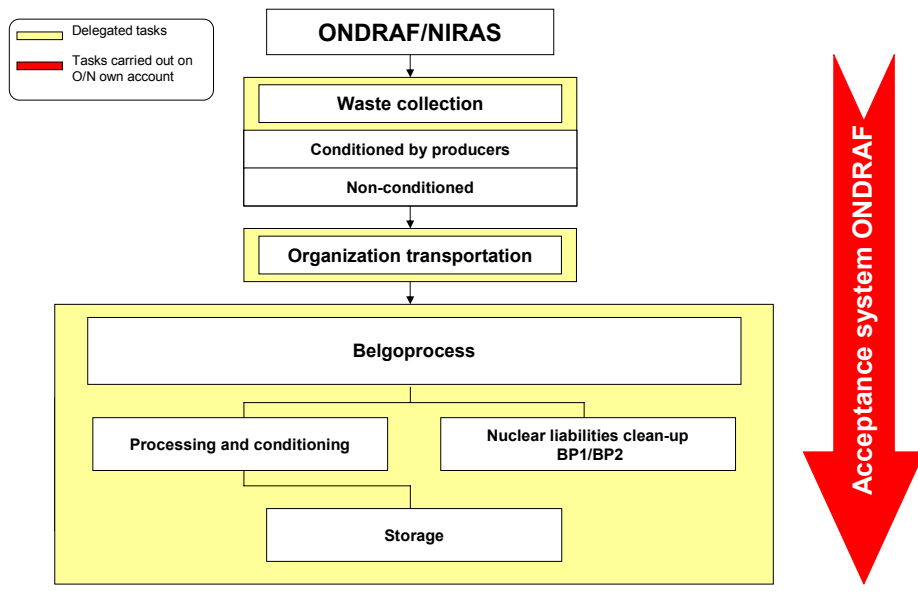 Delegated tasks
Tasks carried out on
O/N own account
ONDRAF/NIRAS
Waste collection
Conditioned by producers
Non-conditioned
Organization transportation
Belgoprocess
Processing and conditioning
Nuclear liabilities clean-up
BP1/BP2
Storage
Acceptance system ONDRAF